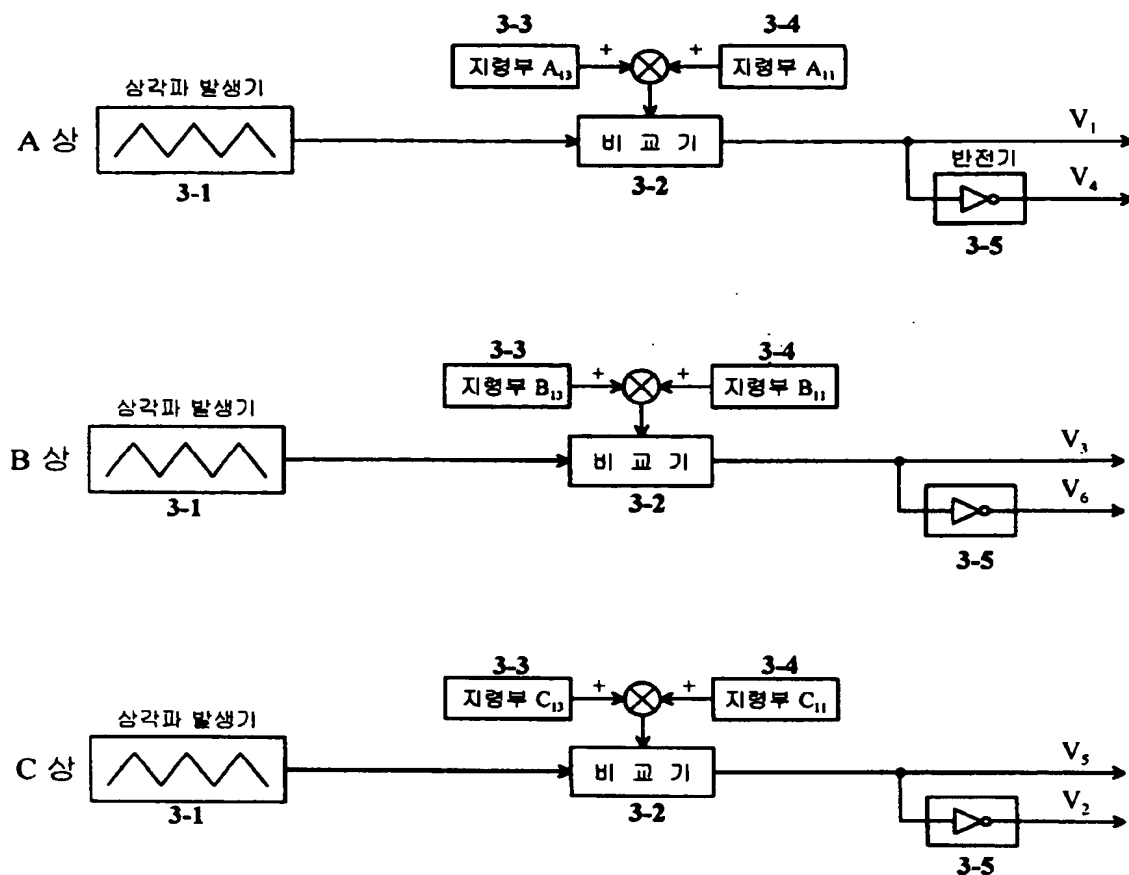 3-3
3-4
지령부 A₁₃
+
+
지령부 A₁₁
삼각파 발생기
A 상
비 교 기
V₁
3-1
3-2
반전기
V₄
3-5
3-3
3-4
지령부 B₁₃
+
+
지령부 B₁₁
삼각파 발생기
B 상
비 교 기
V₃
3-1
3-2
V₆
3-5
3-3
3-4
지령부 C₁₃
+
+
지령부 C₁₁
삼각파 발생기
C 상
비 교 기
V₅
3-1
3-2
V₂
3-5